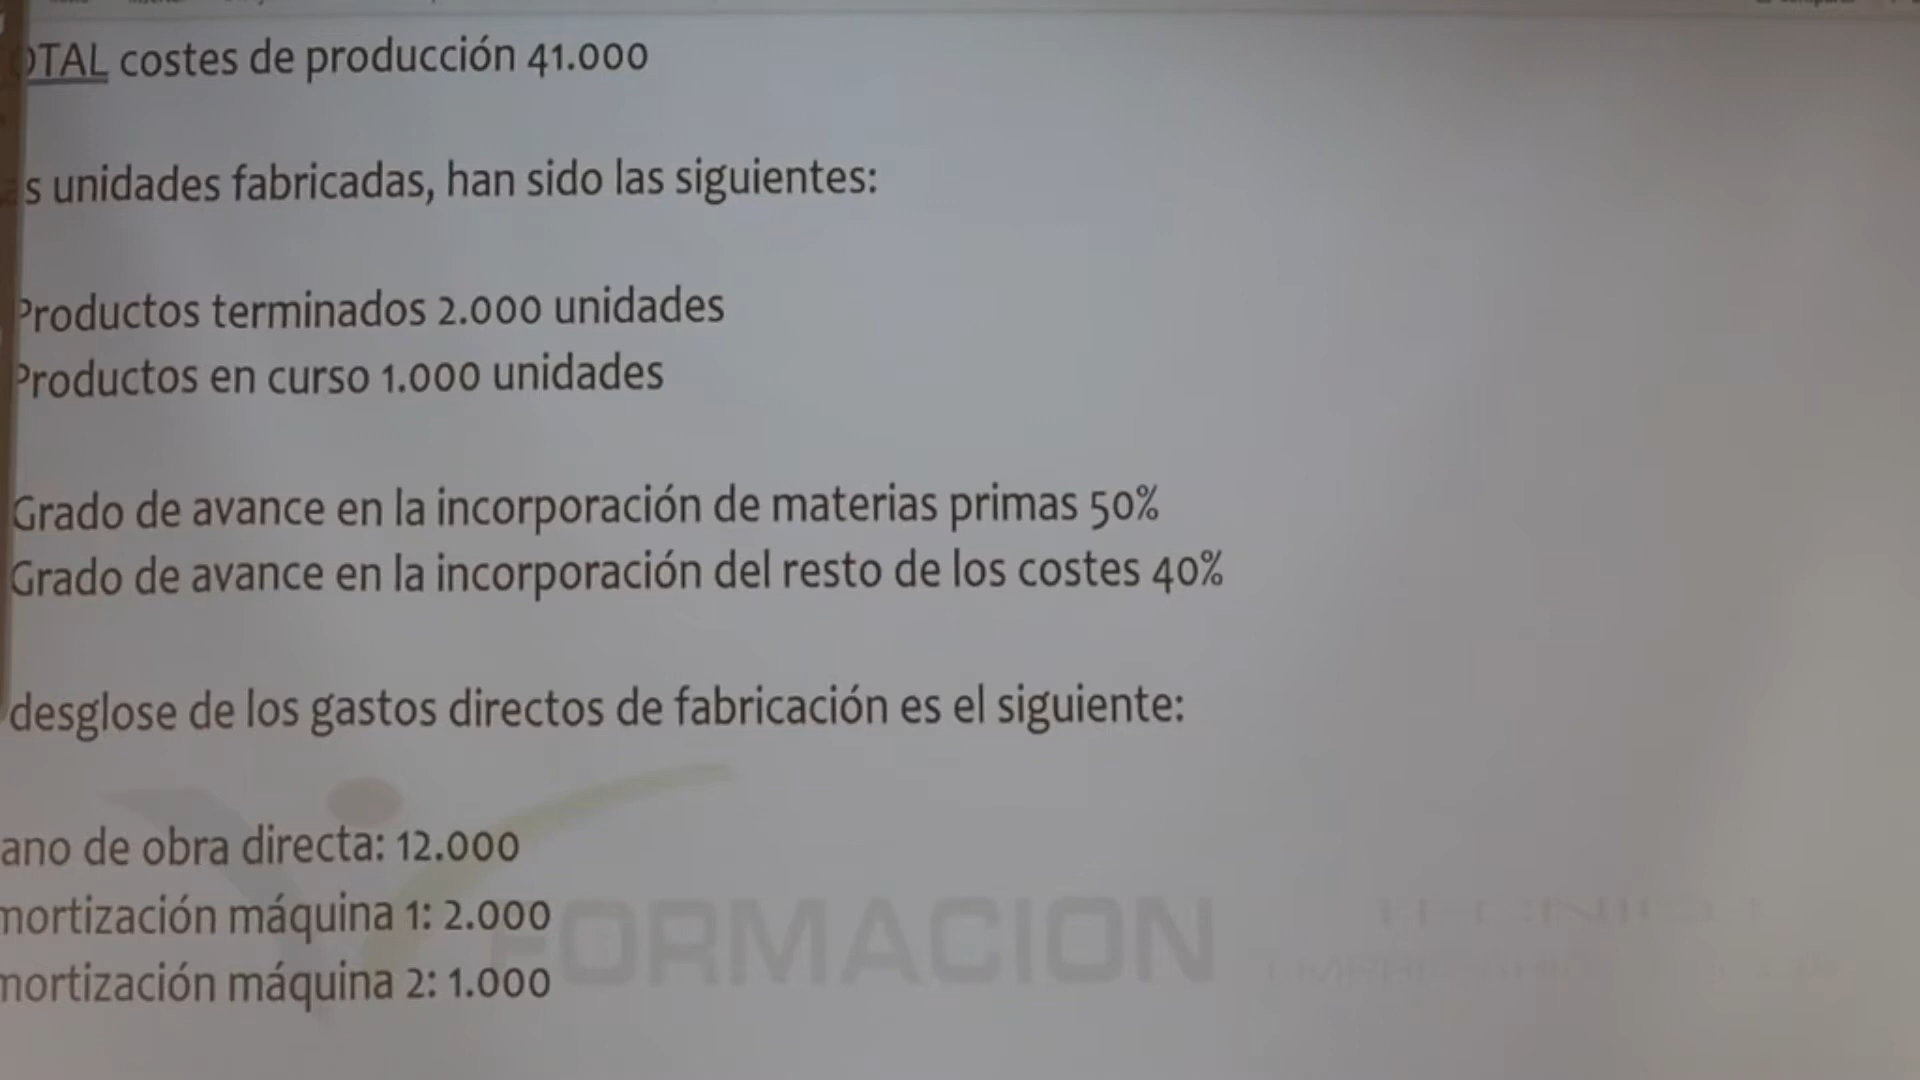 OTAL costes de producción 41.000
as unidades fabricadas, han sido las siguientes:
Productos terminados 2.000 unidades
Productos en curso 1.000 unidades
Grado de avance en la incorporación de materias primas 50%
Grado de avance en la incorporación del resto de los costes 40%
desglose de los gastos directos de fabricación es el siguiente:
ano de obra directa: 12.000
mortización máquina 1: 2.000
mortización máquina 2: 1.000
FORMACION